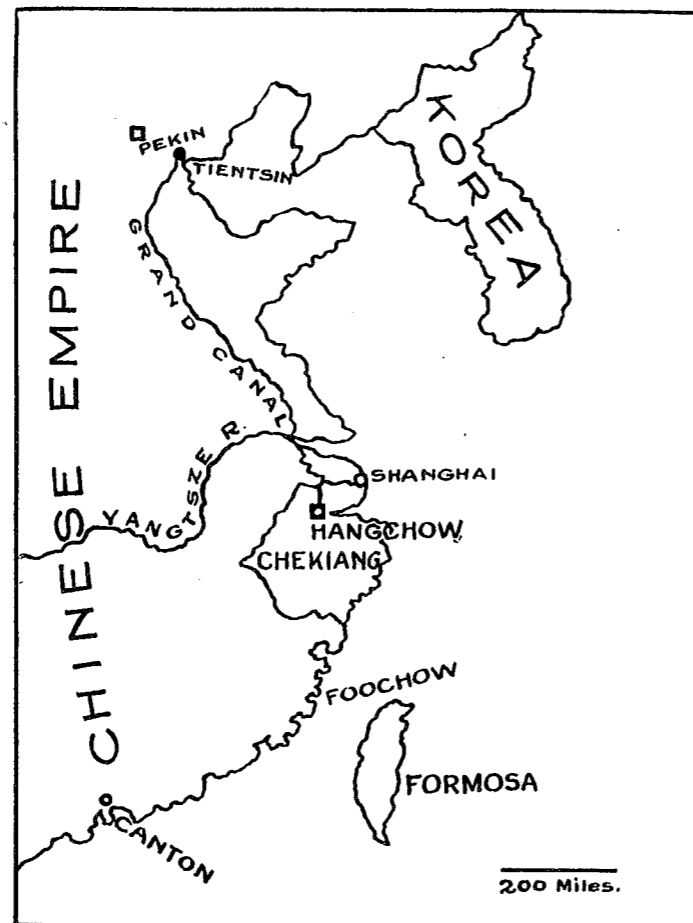 KOREA
PEKIN
TIENTSIN
GRAND CANAL
CHINESE EMPIRE
YANGTSZE R.
SHANGHAI
HANGCHOW
CHEKIANG
FOOCHOW
FORMOSA
CANTON
200 Miles.